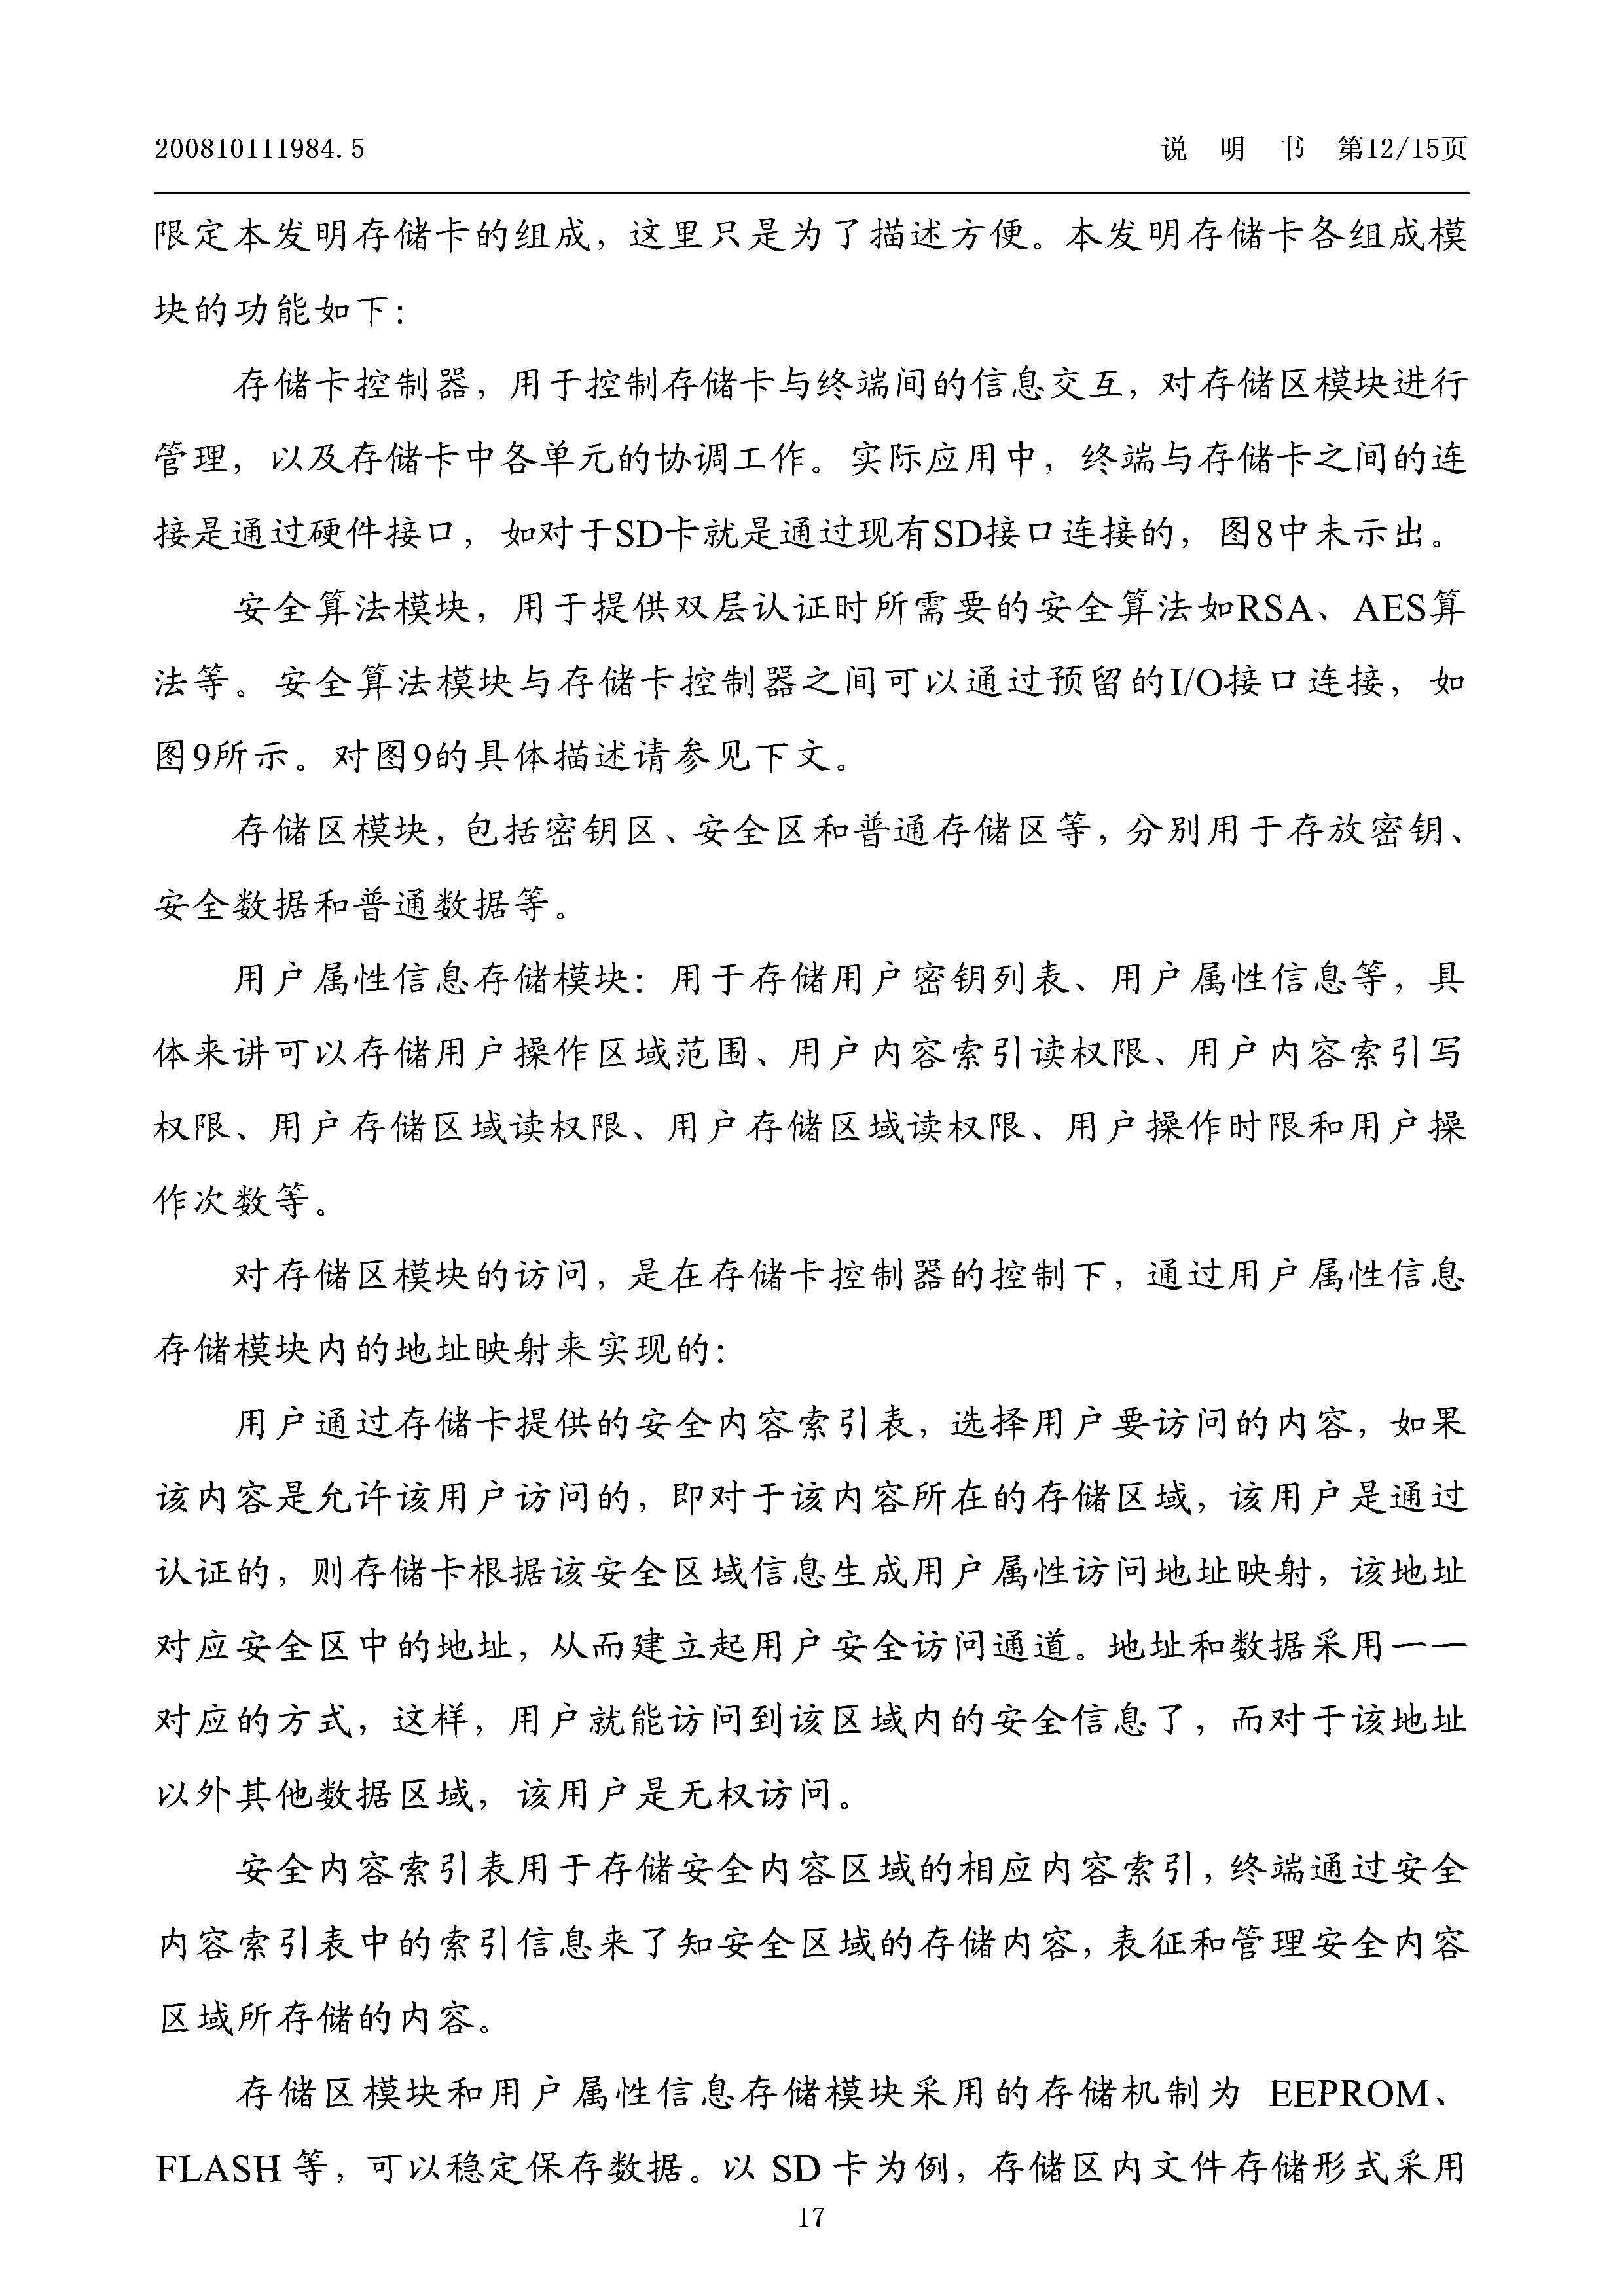 200810111984.5 说 明 书 第12/15页
限定本发明存储卡的组成，这里只是为了描述方便。本发明存储卡各组成模
块的功能如下：
存储卡控制器，用于控制存储卡与终端间的信息交互，对存储区模块进行
管理，以及存储卡中各单元的协调工作。实际应用中，终端与存储卡之间的连
接是通过硬件接口，如对于SD卡就是通过现有SD接口连接的，图8中未示出。
安全算法模块，用于提供双层认证时所需要的安全算法如RSA、AES算
法等。安全算法模块与存储卡控制器之间可以通过预留的I/O接口连接，如
图9所示。对图9的具体描述请参见下文。
存储区模块，包括密钥区、安全区和普通存储区等，分别用于存放密钥、
安全数据和普通数据等。
用户属性信息存储模块：用于存储用户密钥列表、用户属性信息等，具
体来讲可以存储用户操作区域范围、用户内容索引读权限、用户内容索引写
权限、用户存储区域读权限、用户存储区域读权限、用户操作时限和用户操
作次数等。
对存储区模块的访问，是在存储卡控制器的控制下，通过用户属性信息
存储模块内的地址映射来实现的：
用户通过存储卡提供的安全内容索引表，选择用户要访问的内容，如果
该内容是允许该用户访问的，即对于该内容所在的存储区域，该用户是通过
认证的，则存储卡根据该安全区域信息生成用户属性访问地址映射，该地址
对应安全区中的地址，从而建立起用户安全访问通道。地址和数据采用一一
对应的方式，这样，用户就能访问到该区域内的安全信息了，而对于该地址
以外其他数据区域，该用户是无权访问。
安全内容索引表用于存储安全内容区域的相应内容索引，终端通过安全
内容索引表中的索引信息来了知安全区域的存储内容，表征和管理安全内容
区域所存储的内容。
存储区模块和用户属性信息存储模块采用的存储机制为 EEPROM、
FLASH 等，可以稳定保存数据。以 SD 卡为例，存储区内文件存储形式采用
17